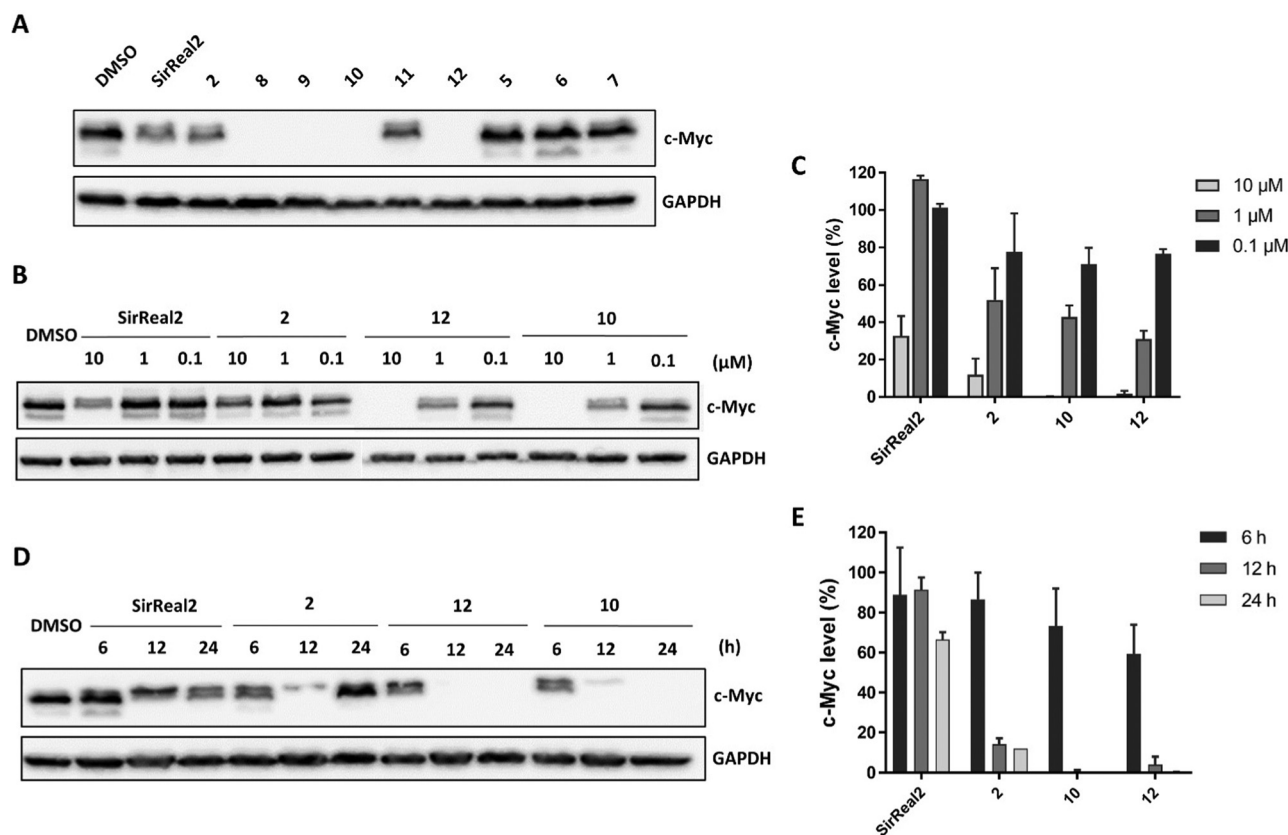 A
DMSO SirReal2 2 8 9 10 11 12 5 6 7
c-Myc
GAPDH
B
SirReal2 2 12 10
DMSO
10 1 0.1 10 1 0.1 10 1 0.1 10 1 0.1 (μM)
c-Myc
GAPDH
C
10 μM
1 μM
0.1 μM
c-Myc level (%)
120
100
80
60
40
20
0
SirReal2 2 10 12
D
SirReal2 2 12 10
DMSO
6 12 24 6 12 24 6 12 24 6 12 24 (h)
c-Myc
GAPDH
E
6 h
12 h
24 h
c-Myc level (%)
120
100
80
60
40
20
0
SirReal2 2 10 12